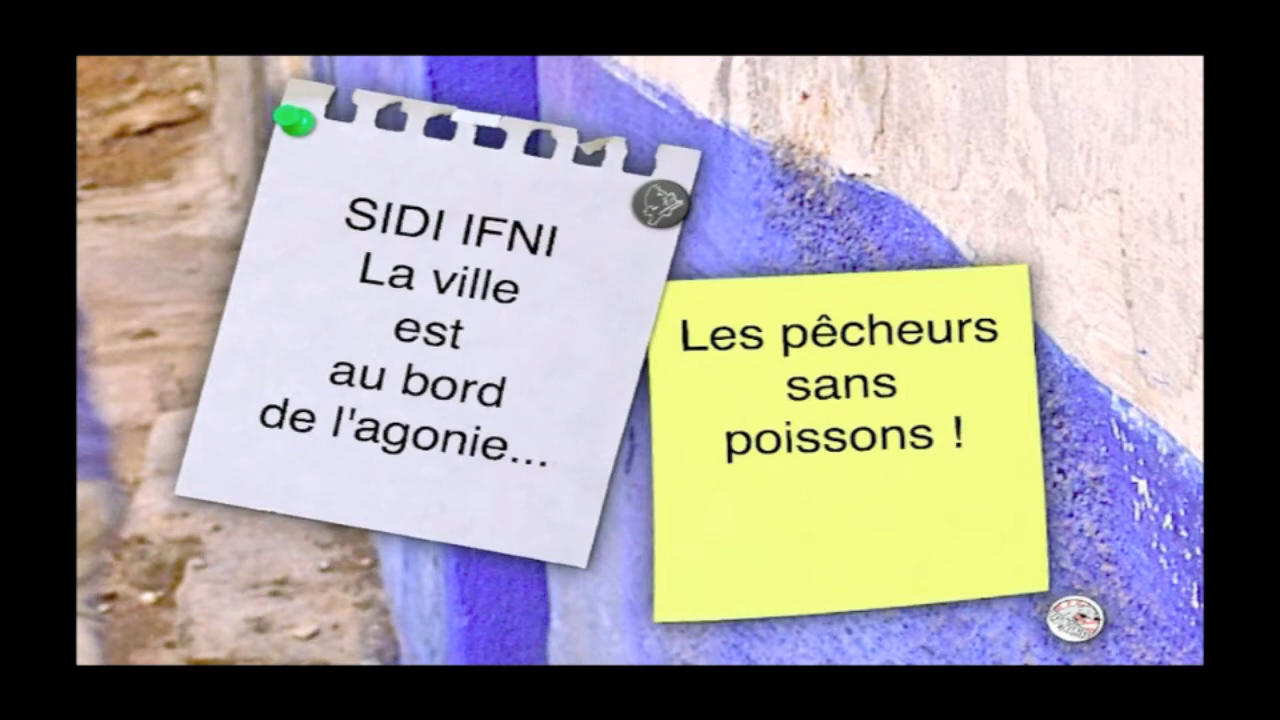 SIDI IFNI
La ville
est
au bord
de l'agonie...
Les pêcheurs
sans
poissons !